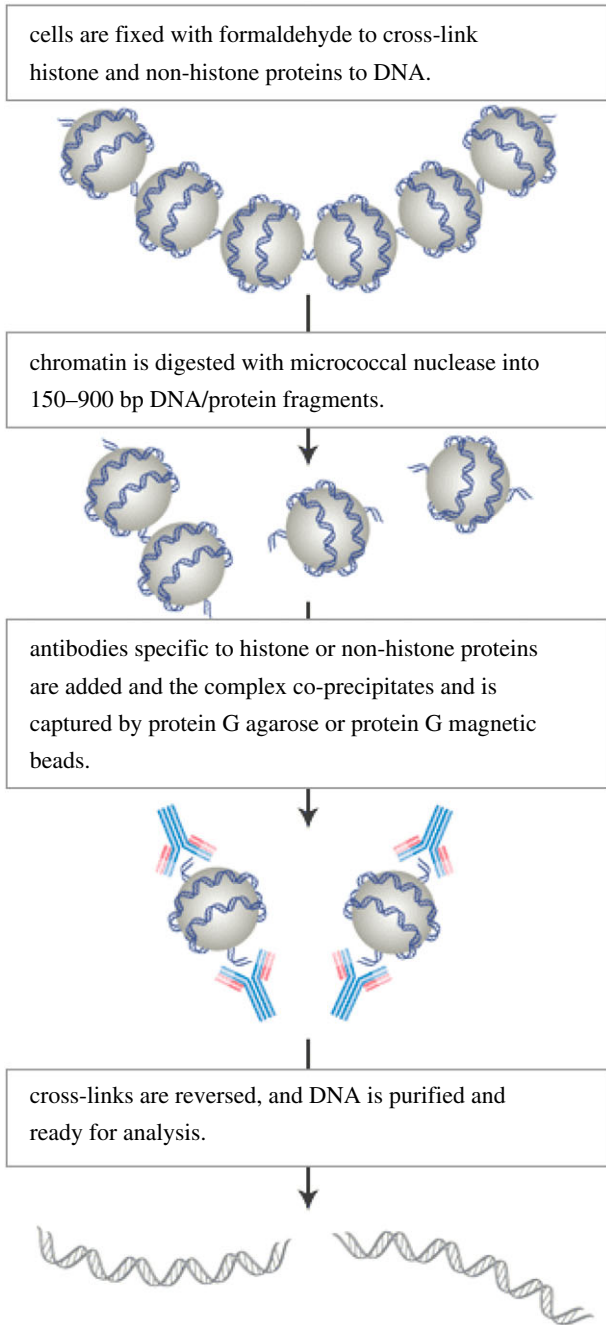 cells are fixed with formaldehyde to cross-link
histone and non-histone proteins to DNA.
chromatin is digested with micrococcal nuclease into
150–900 bp DNA/protein fragments.
antibodies specific to histone or non-histone proteins
are added and the complex co-precipitates and is
captured by protein G agarose or protein G magnetic
beads.
cross-links are reversed, and DNA is purified and
ready for analysis.